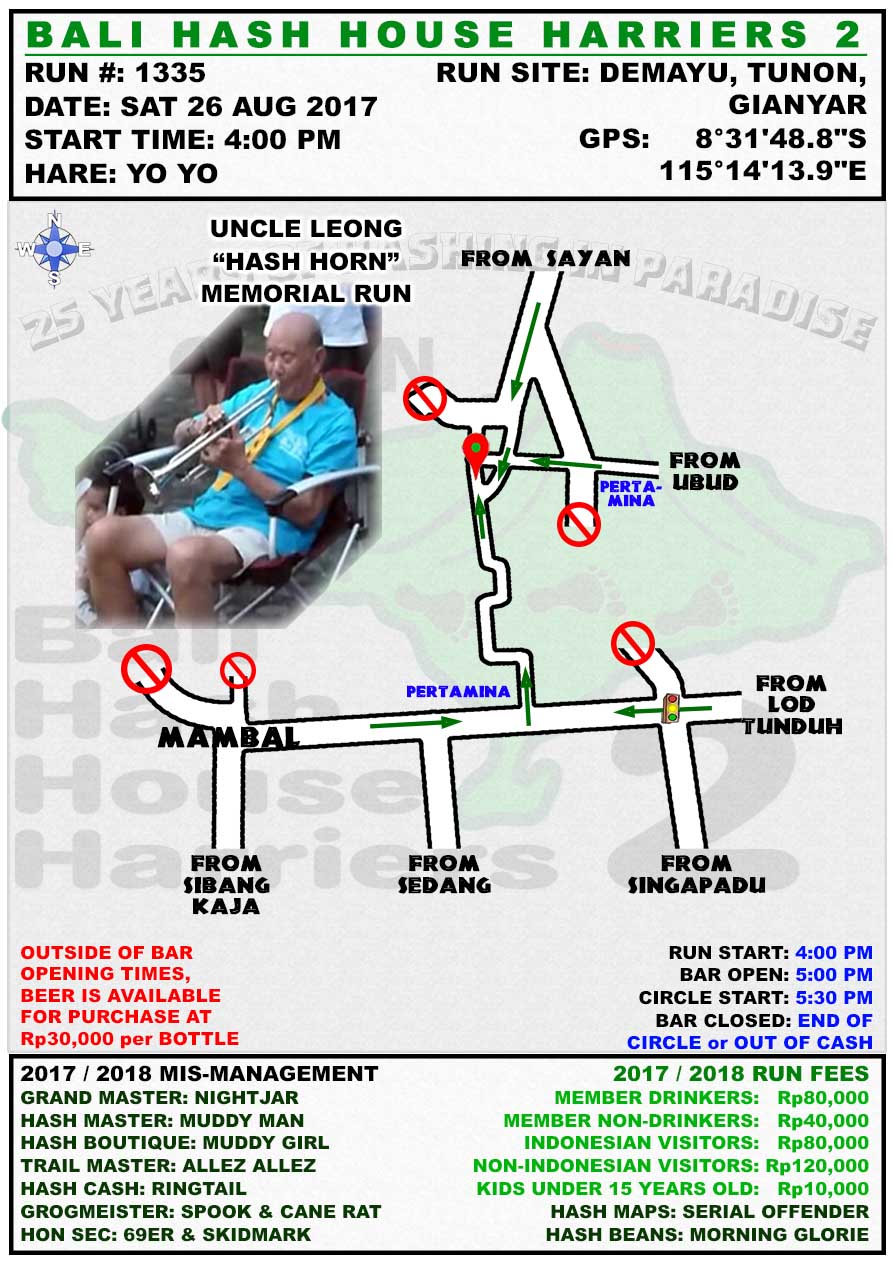 BALI HASH HOUSE HARRIERS 2
RUN #: 1335
DATE: SAT 26 AUG 2017
START TIME: 4:00 PM
HARE: YO YO
RUN SITE: DEMAYU, TUNON,
GIANYAR
GPS: 8°31'48.8"S
115°14'13.9"E
N
W E
S
25 YEARS OF HASHING IN PARADISE
UNCLE LEONG
“HASH HORN”
MEMORIAL RUN
FROM SAYAN
FROM
UBUD
PERTA-
MINA
PERTAMINA
FROM
LOD
TUNDUH
MAMBAL
FROM
SIBANG
KAJA
FROM
SEDANG
FROM
SINGAPADU
Bali
Hash
House
Harriers 2
OUTSIDE OF BAR
OPENING TIMES,
BEER IS AVAILABLE
FOR PURCHASE AT
Rp30,000 per BOTTLE
RUN START: 4:00 PM
BAR OPEN: 5:00 PM
CIRCLE START: 5:30 PM
BAR CLOSED: END OF
CIRCLE or OUT OF CASH
2017 / 2018 MIS-MANAGEMENT
GRAND MASTER: NIGHTJAR
HASH MASTER: MUDDY MAN
HASH BOUTIQUE: MUDDY GIRL
TRAIL MASTER: ALLEZ ALLEZ
HASH CASH: RINGTAIL
GROGMEISTER: SPOOK & CANE RAT
HON SEC: 69ER & SKIDMARK
2017 / 2018 RUN FEES
MEMBER DRINKERS: Rp80,000
MEMBER NON-DRINKERS: Rp40,000
INDONESIAN VISITORS: Rp80,000
NON-INDONESIAN VISITORS: Rp120,000
KIDS UNDER 15 YEARS OLD: Rp10,000
HASH MAPS: SERIAL OFFENDER
HASH BEANS: MORNING GLORIE